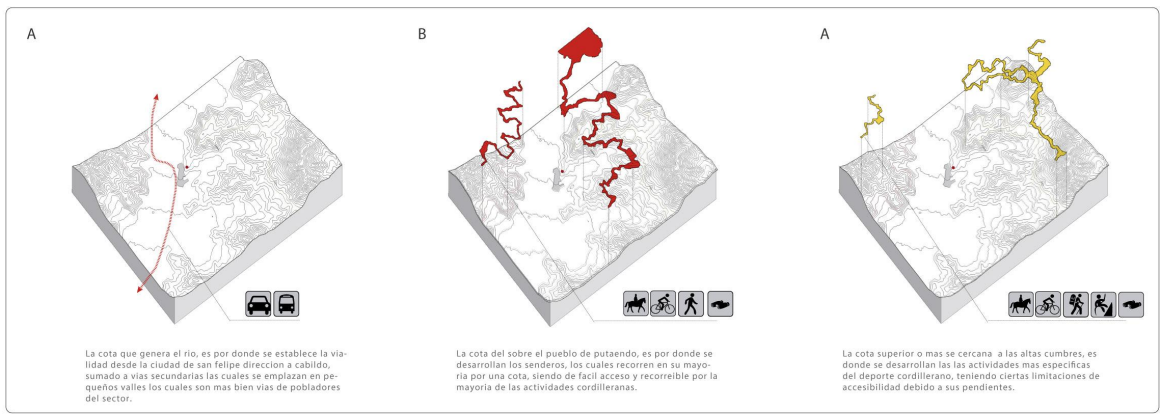 A
B
A
La cota que genera el rio, es por donde se establece la via-
lidad desde la ciudad de san felipe direccion a cabildo,
sumado a vias secundarias las cuales se emplazan en pe-
queños valles los cuales son mas bien vias de pobladores
del sector.
La cota del sobre el pueblo de putaendo, es por donde se
desarrollan los senderos, los cuales recorren en su mayo-
ria por una cota, siendo de facil acceso y recorreible por la
mayoria de las actividades cordilleranas.
La cota superior o mas se cercana a las altas cumbres, es
donde se desarrollan las las actividades mas especificas
del deporte cordillerano, teniendo ciertas limitaciones de
accesibilidad debido a sus pendientes.